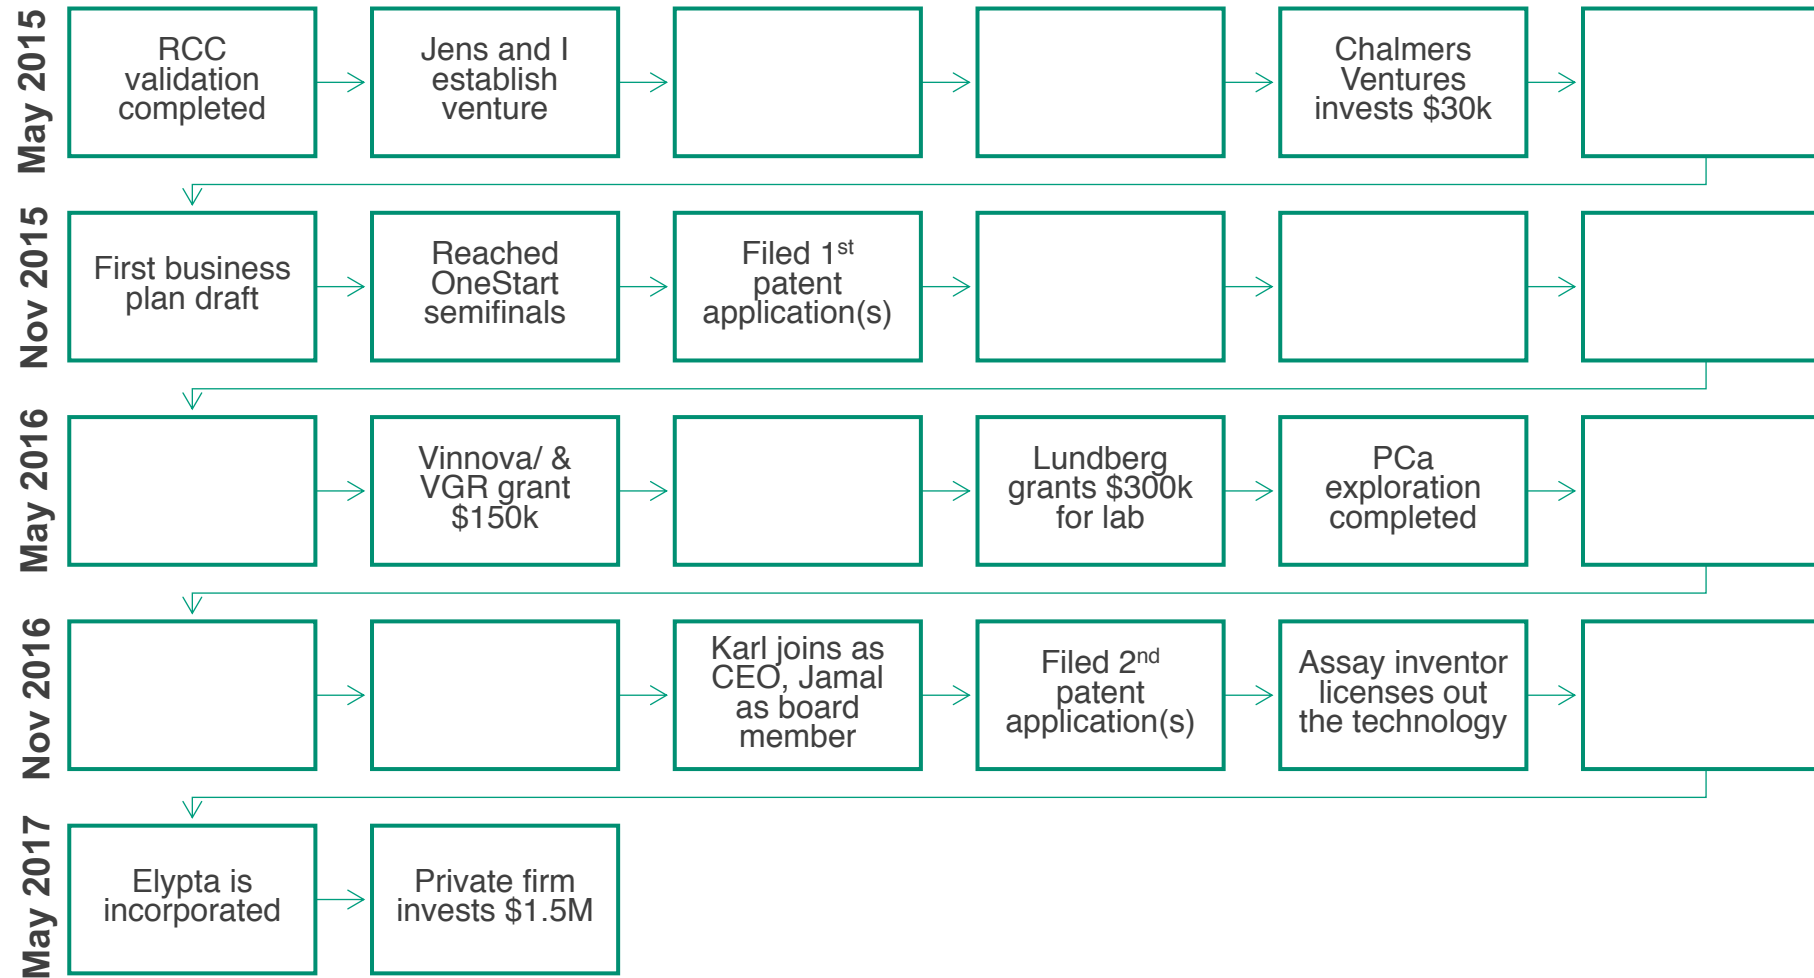 May 2015
RCC
validation
completed
Jens and I
establish
venture
Chalmers
Ventures
invests $30k
Nov 2015
First business
plan draft
Reached
OneStart
semifinals
Filed 1st
patent
application(s)
May 2016
Vinnova/ &
VGR grant
$150k
Lundberg
grants $300k
for lab
PCa
exploration
completed
Nov 2016
Karl joins as
CEO, Jamal
as board
member
Filed 2nd
patent
application(s)
Assay inventor
licenses out
the technology
May 2017
Elypta is
incorporated
Private firm
invests $1.5M